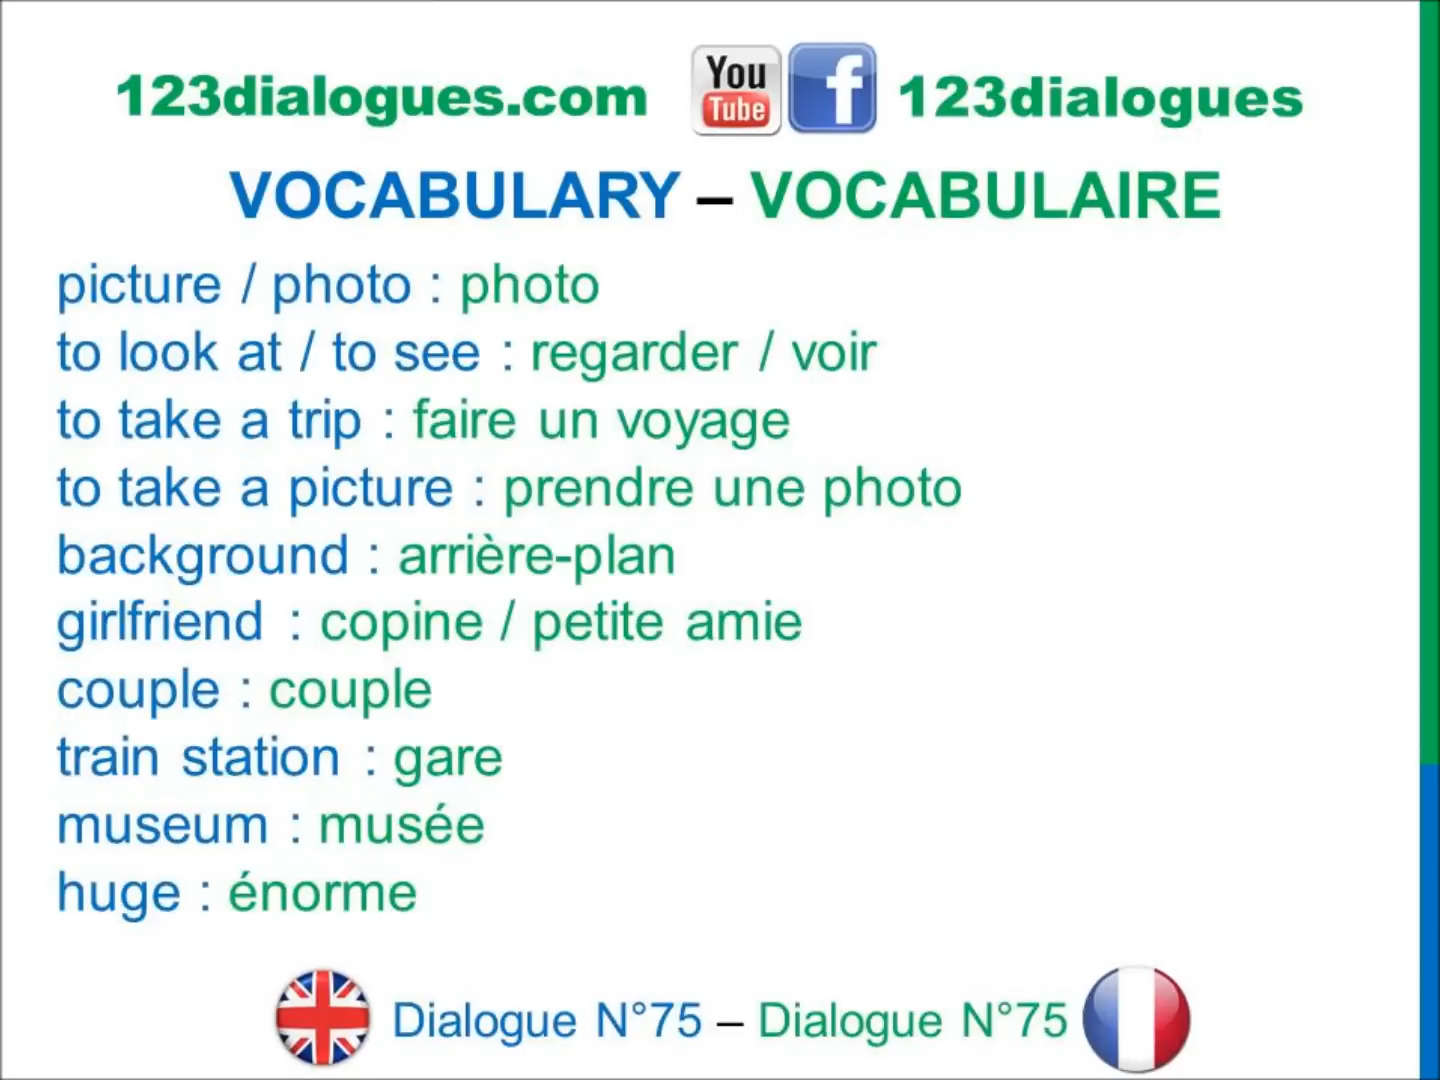 123dialogues.com You Tube f 123dialogues
VOCABULARY – VOCABULAIRE
picture / photo : photo
to look at / to see : regarder / voir
to take a trip : faire un voyage
to take a picture : prendre une photo
background : arrière-plan
girlfriend : copine / petite amie
couple : couple
train station : gare
museum : musée
huge : énorme
Dialogue N°75 – Dialogue N°75